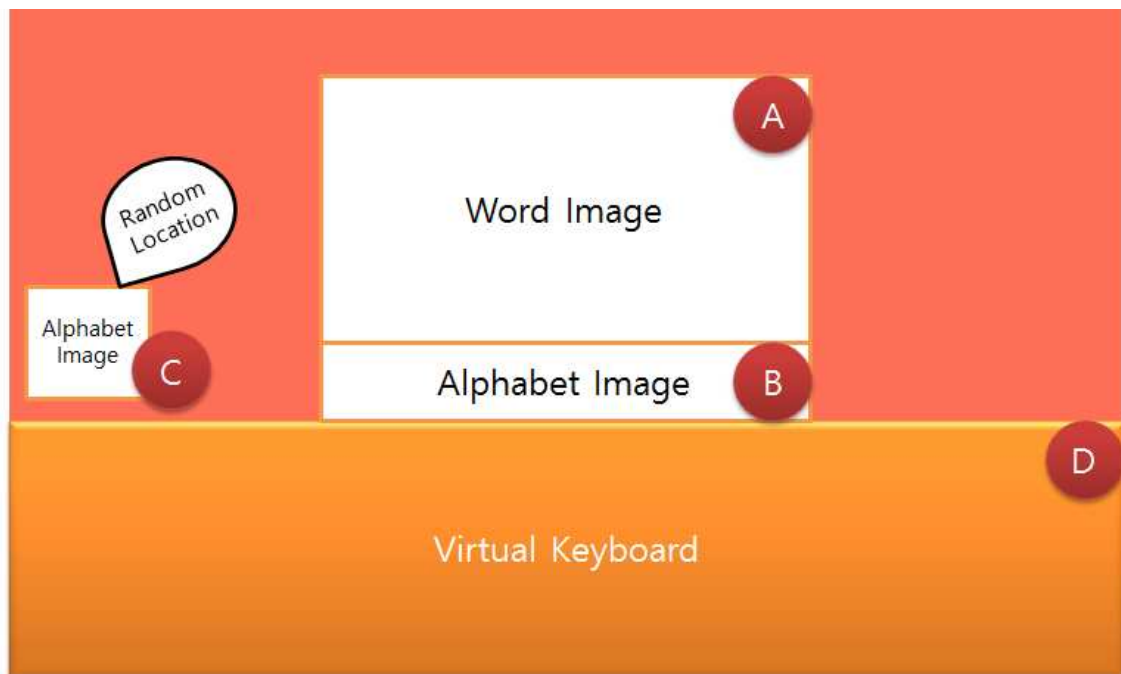 A
Word Image
Random
Location
Alphabet
Image
C
Alphabet Image
B
D
Virtual Keyboard